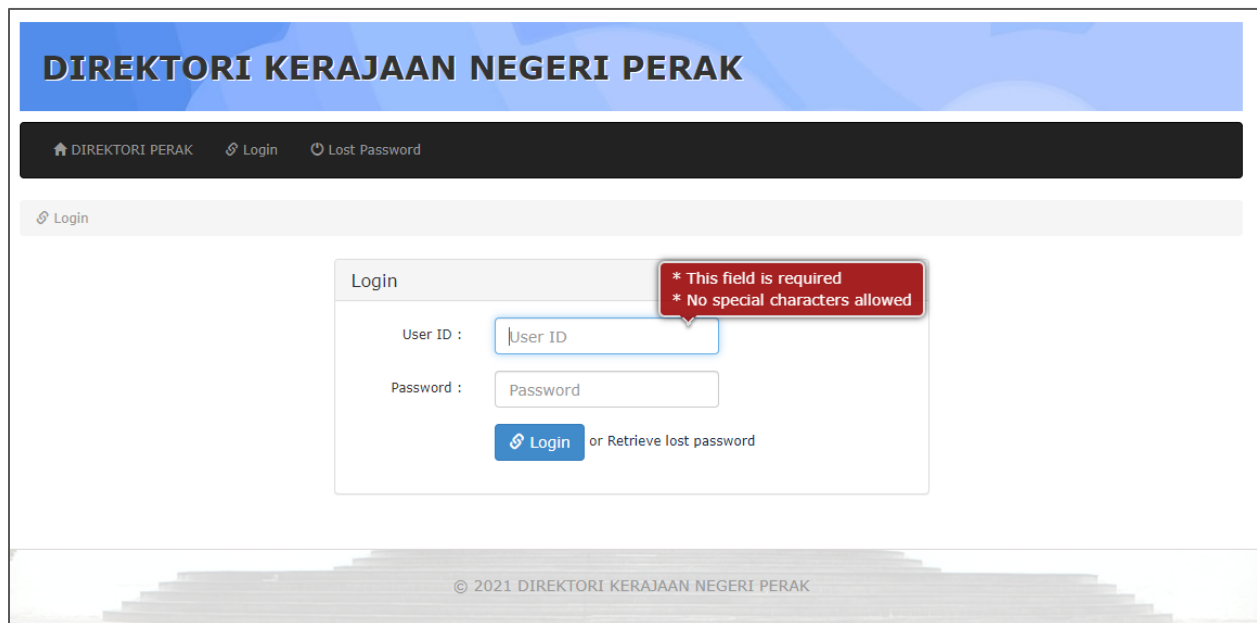 DIREKTORI KERAJAAN NEGERI PERAK
DIREKTORI PERAK Login Lost Password
Login
Login
* This field is required
* No special characters allowed
User ID : User ID
Password : Password
Login or Retrieve lost password
© 2021 DIREKTORI KERAJAAN NEGERI PERAK